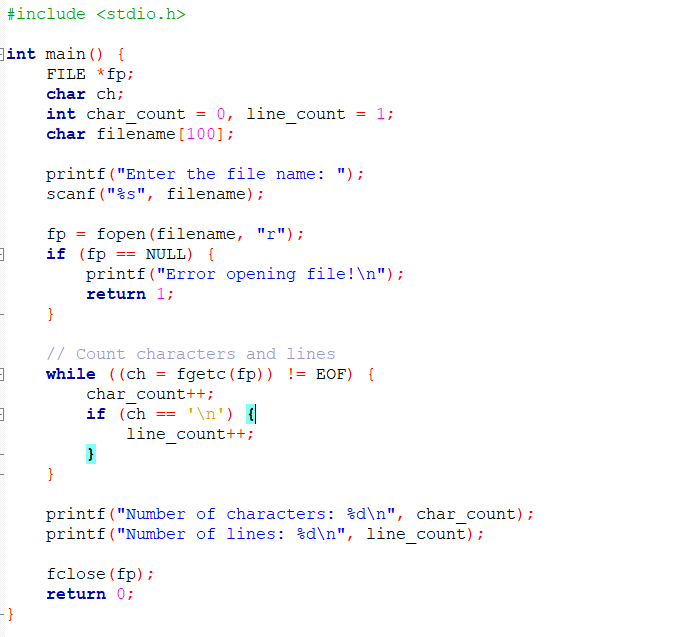 #include <stdio.h>
int main() {
FILE *fp;
char ch;
int char_count = 0, line_count = 1;
char filename[100];
printf("Enter the file name: ");
scanf("%s", filename);
fp = fopen(filename, "r");
if (fp == NULL) {
printf("Error opening file!\n");
return 1;
}
// Count characters and lines
while ((ch = fgetc(fp)) != EOF) {
char_count++;
if (ch == '\n') {
line_count++;
}
}
printf("Number of characters: %d\n", char_count);
printf("Number of lines: %d\n", line_count);
fclose(fp);
return 0;
}